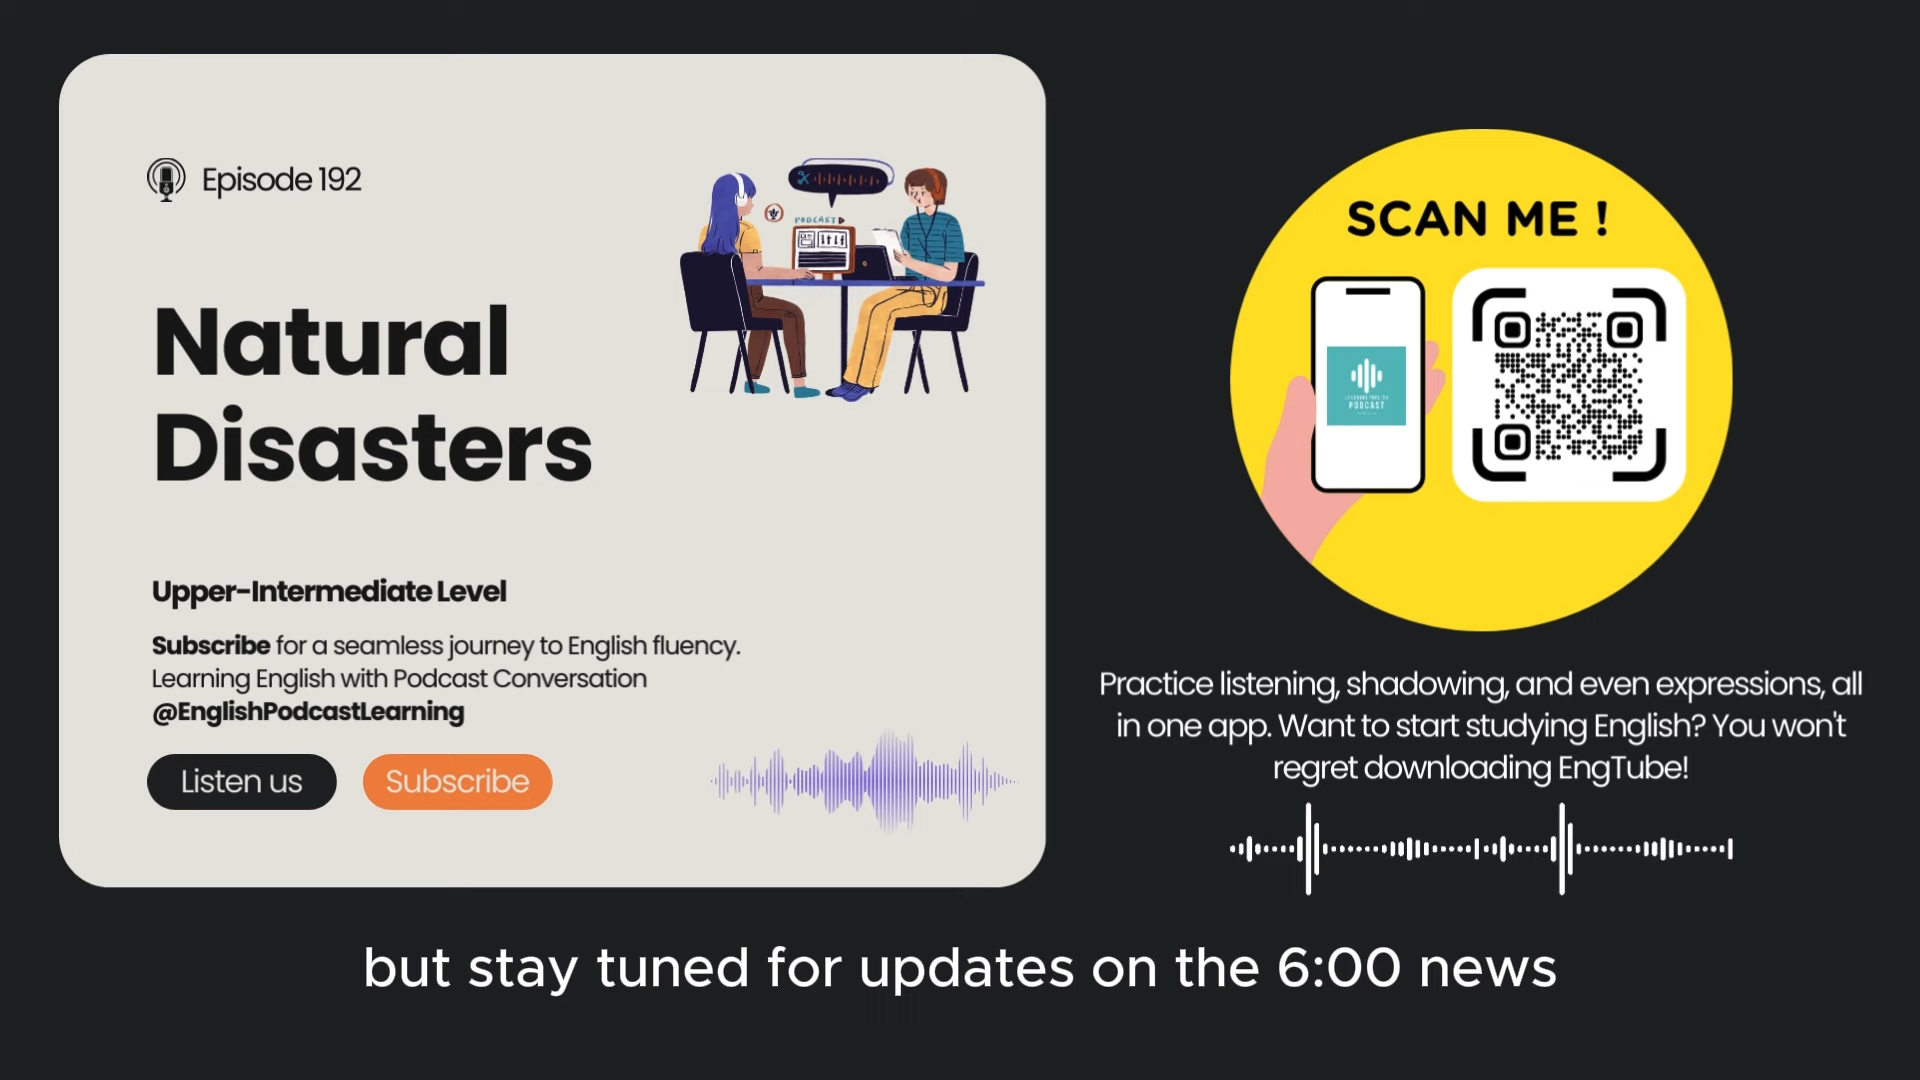 Episode 192
PODCAST
Natural
Disasters
Upper-Intermediate Level
Subscribe for a seamless journey to English fluency.
Learning English with Podcast Conversation
@EnglishPodcastLearning
Listen us
Subscribe
SCAN ME !
PODCAST
Practice listening, shadowing, and even expressions, all
in one app. Want to start studying English? You won't
regret downloading EngTube!
but stay tuned for updates on the 6:00 news